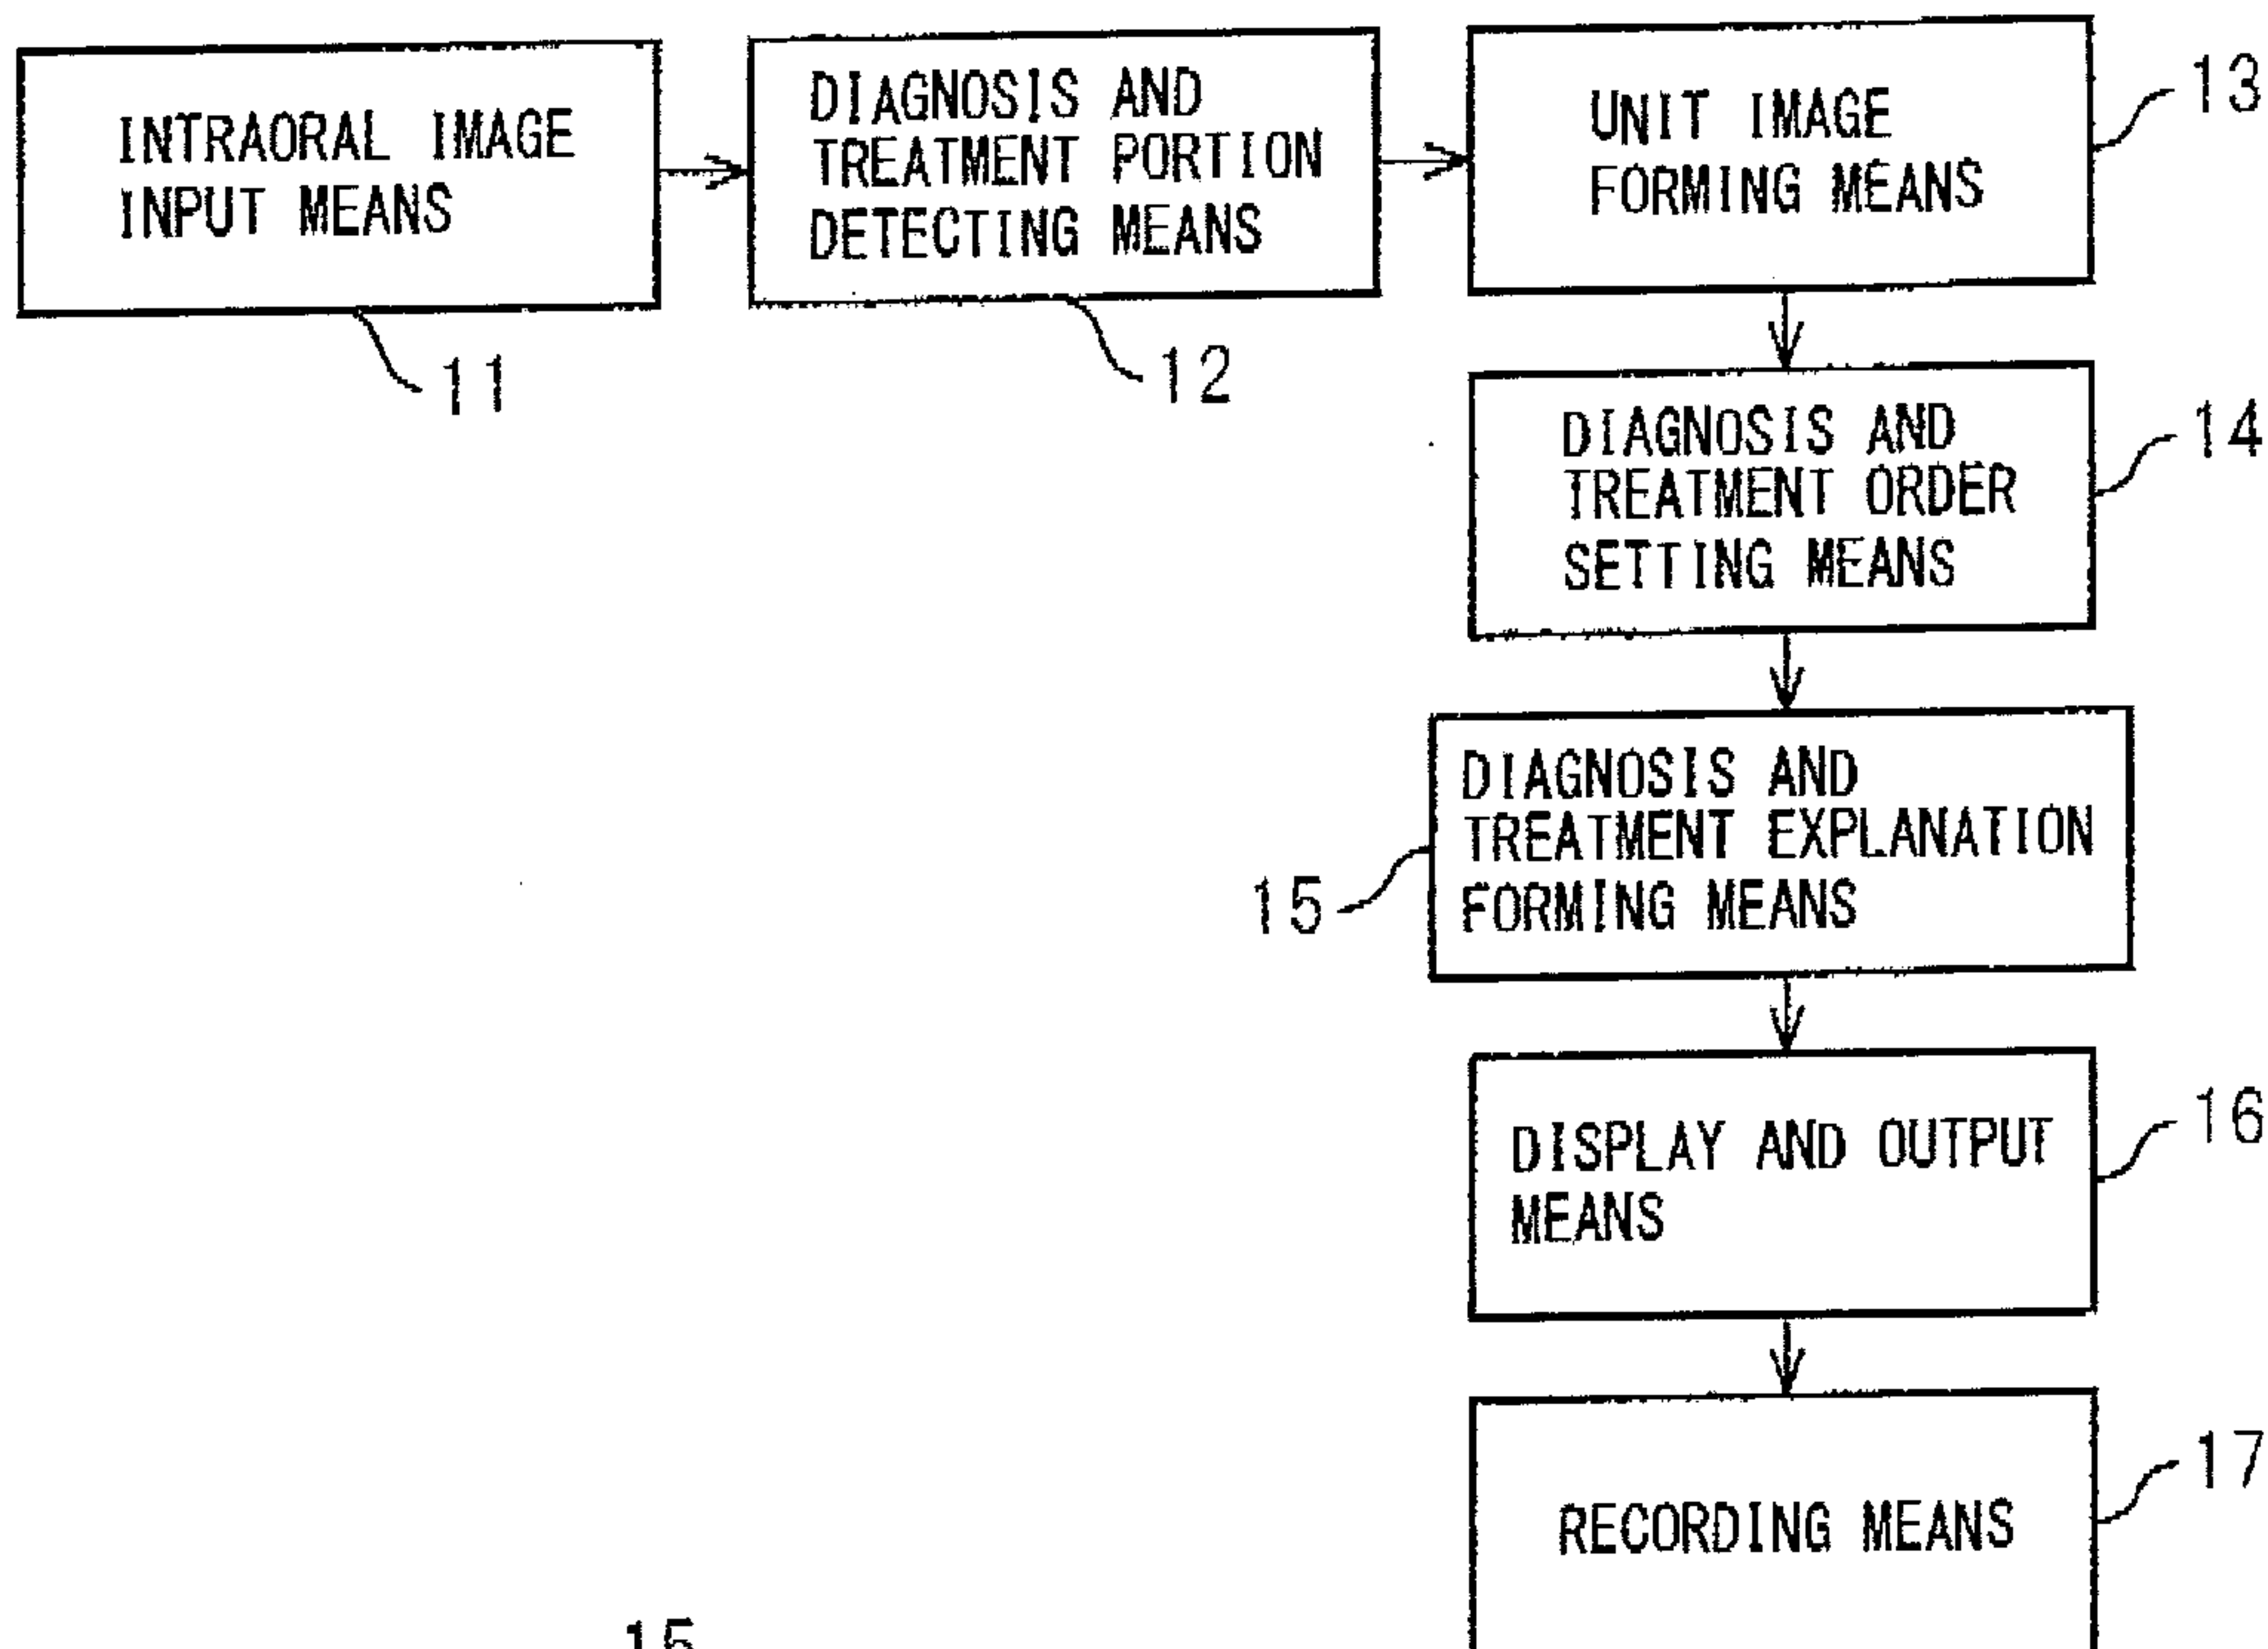 INTRAORAL IMAGE
INPUT MEANS
11
DIAGNOSIS AND
TREATMENT PORTION
DETECTING MEANS
12
UNIT IMAGE
FORMING MEANS
13
DIAGNOSIS AND
TREATMENT ORDER
SETTING MEANS
14
DIAGNOSIS AND
TREATMENT EXPLANATION
FORMING MEANS
15
DISPLAY AND OUTPUT
MEANS
16
RECORDING MEANS
17
15